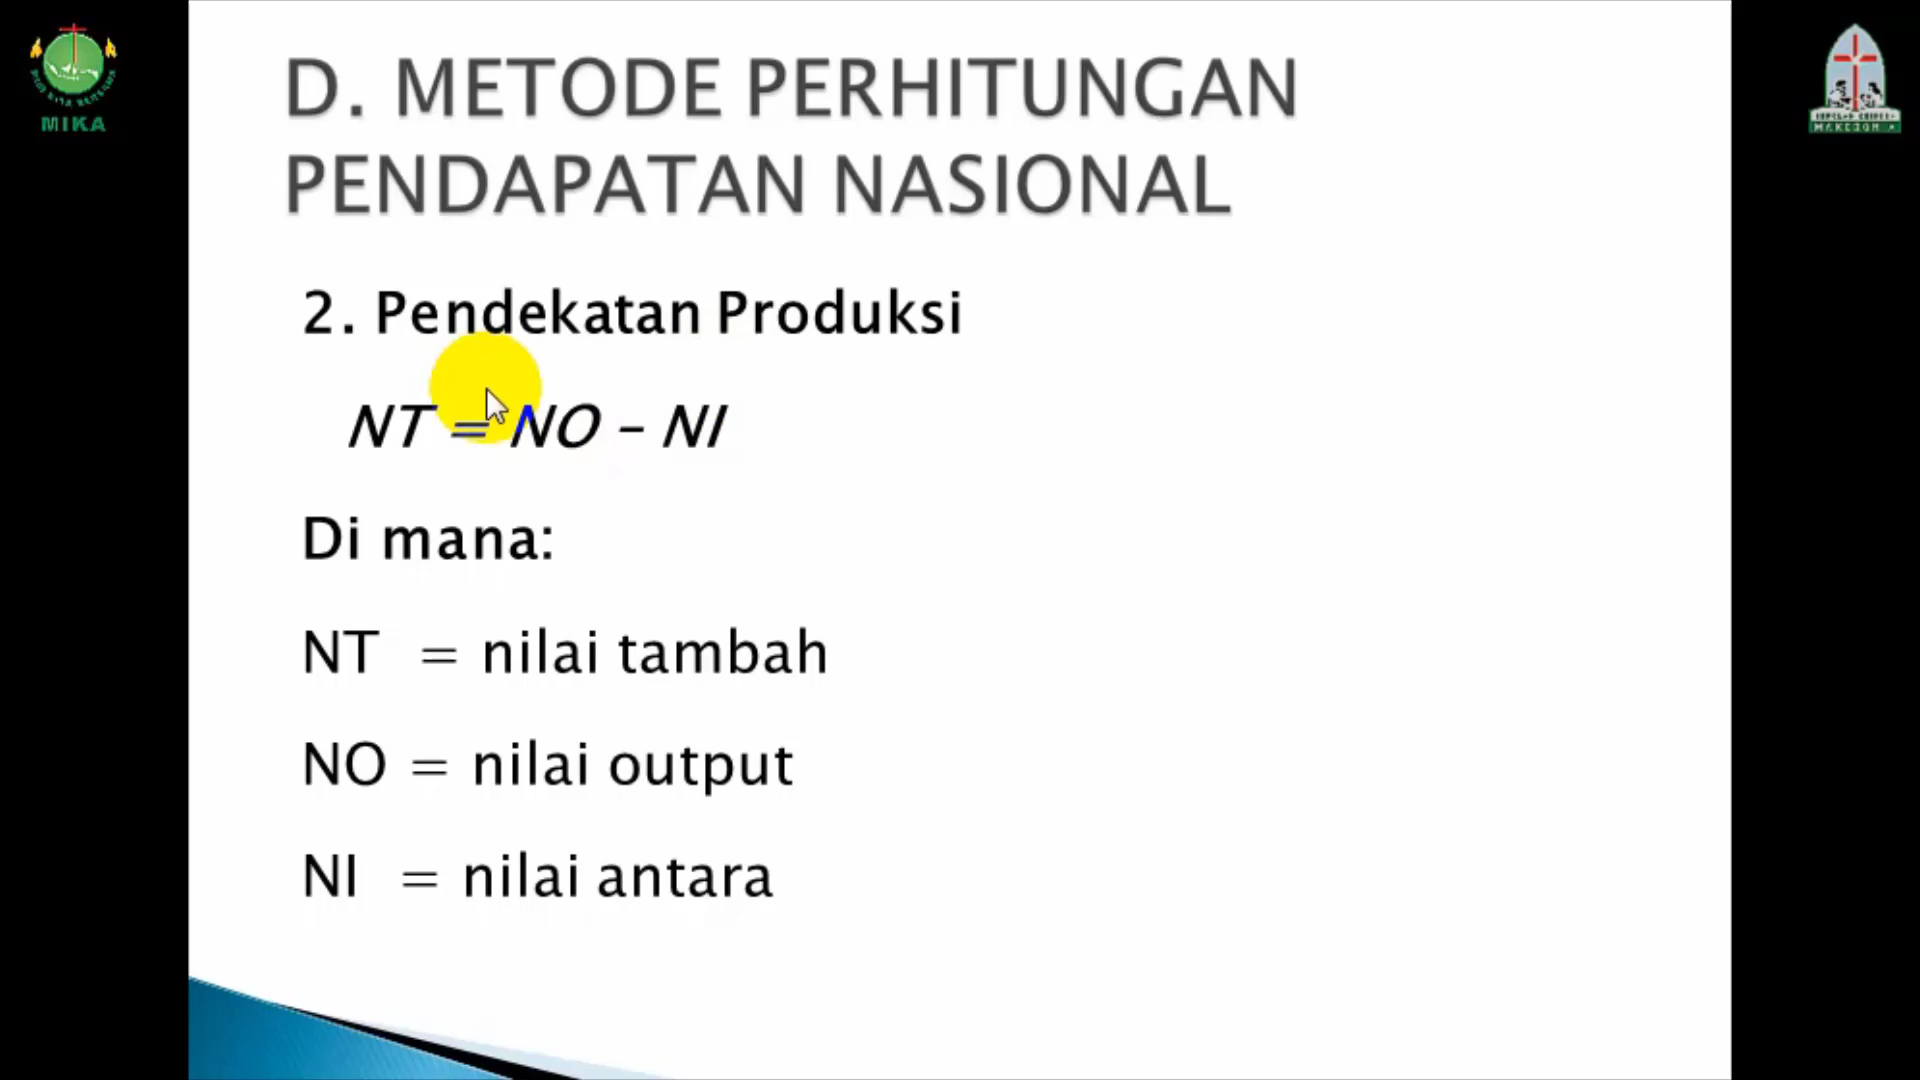 MIKA
D. METODE PERHITUNGAN
PENDAPATAN NASIONAL
2. Pendekatan Produksi
NT = NO – NI
Di mana:
NT = nilai tambah
NO = nilai output
NI = nilai antara